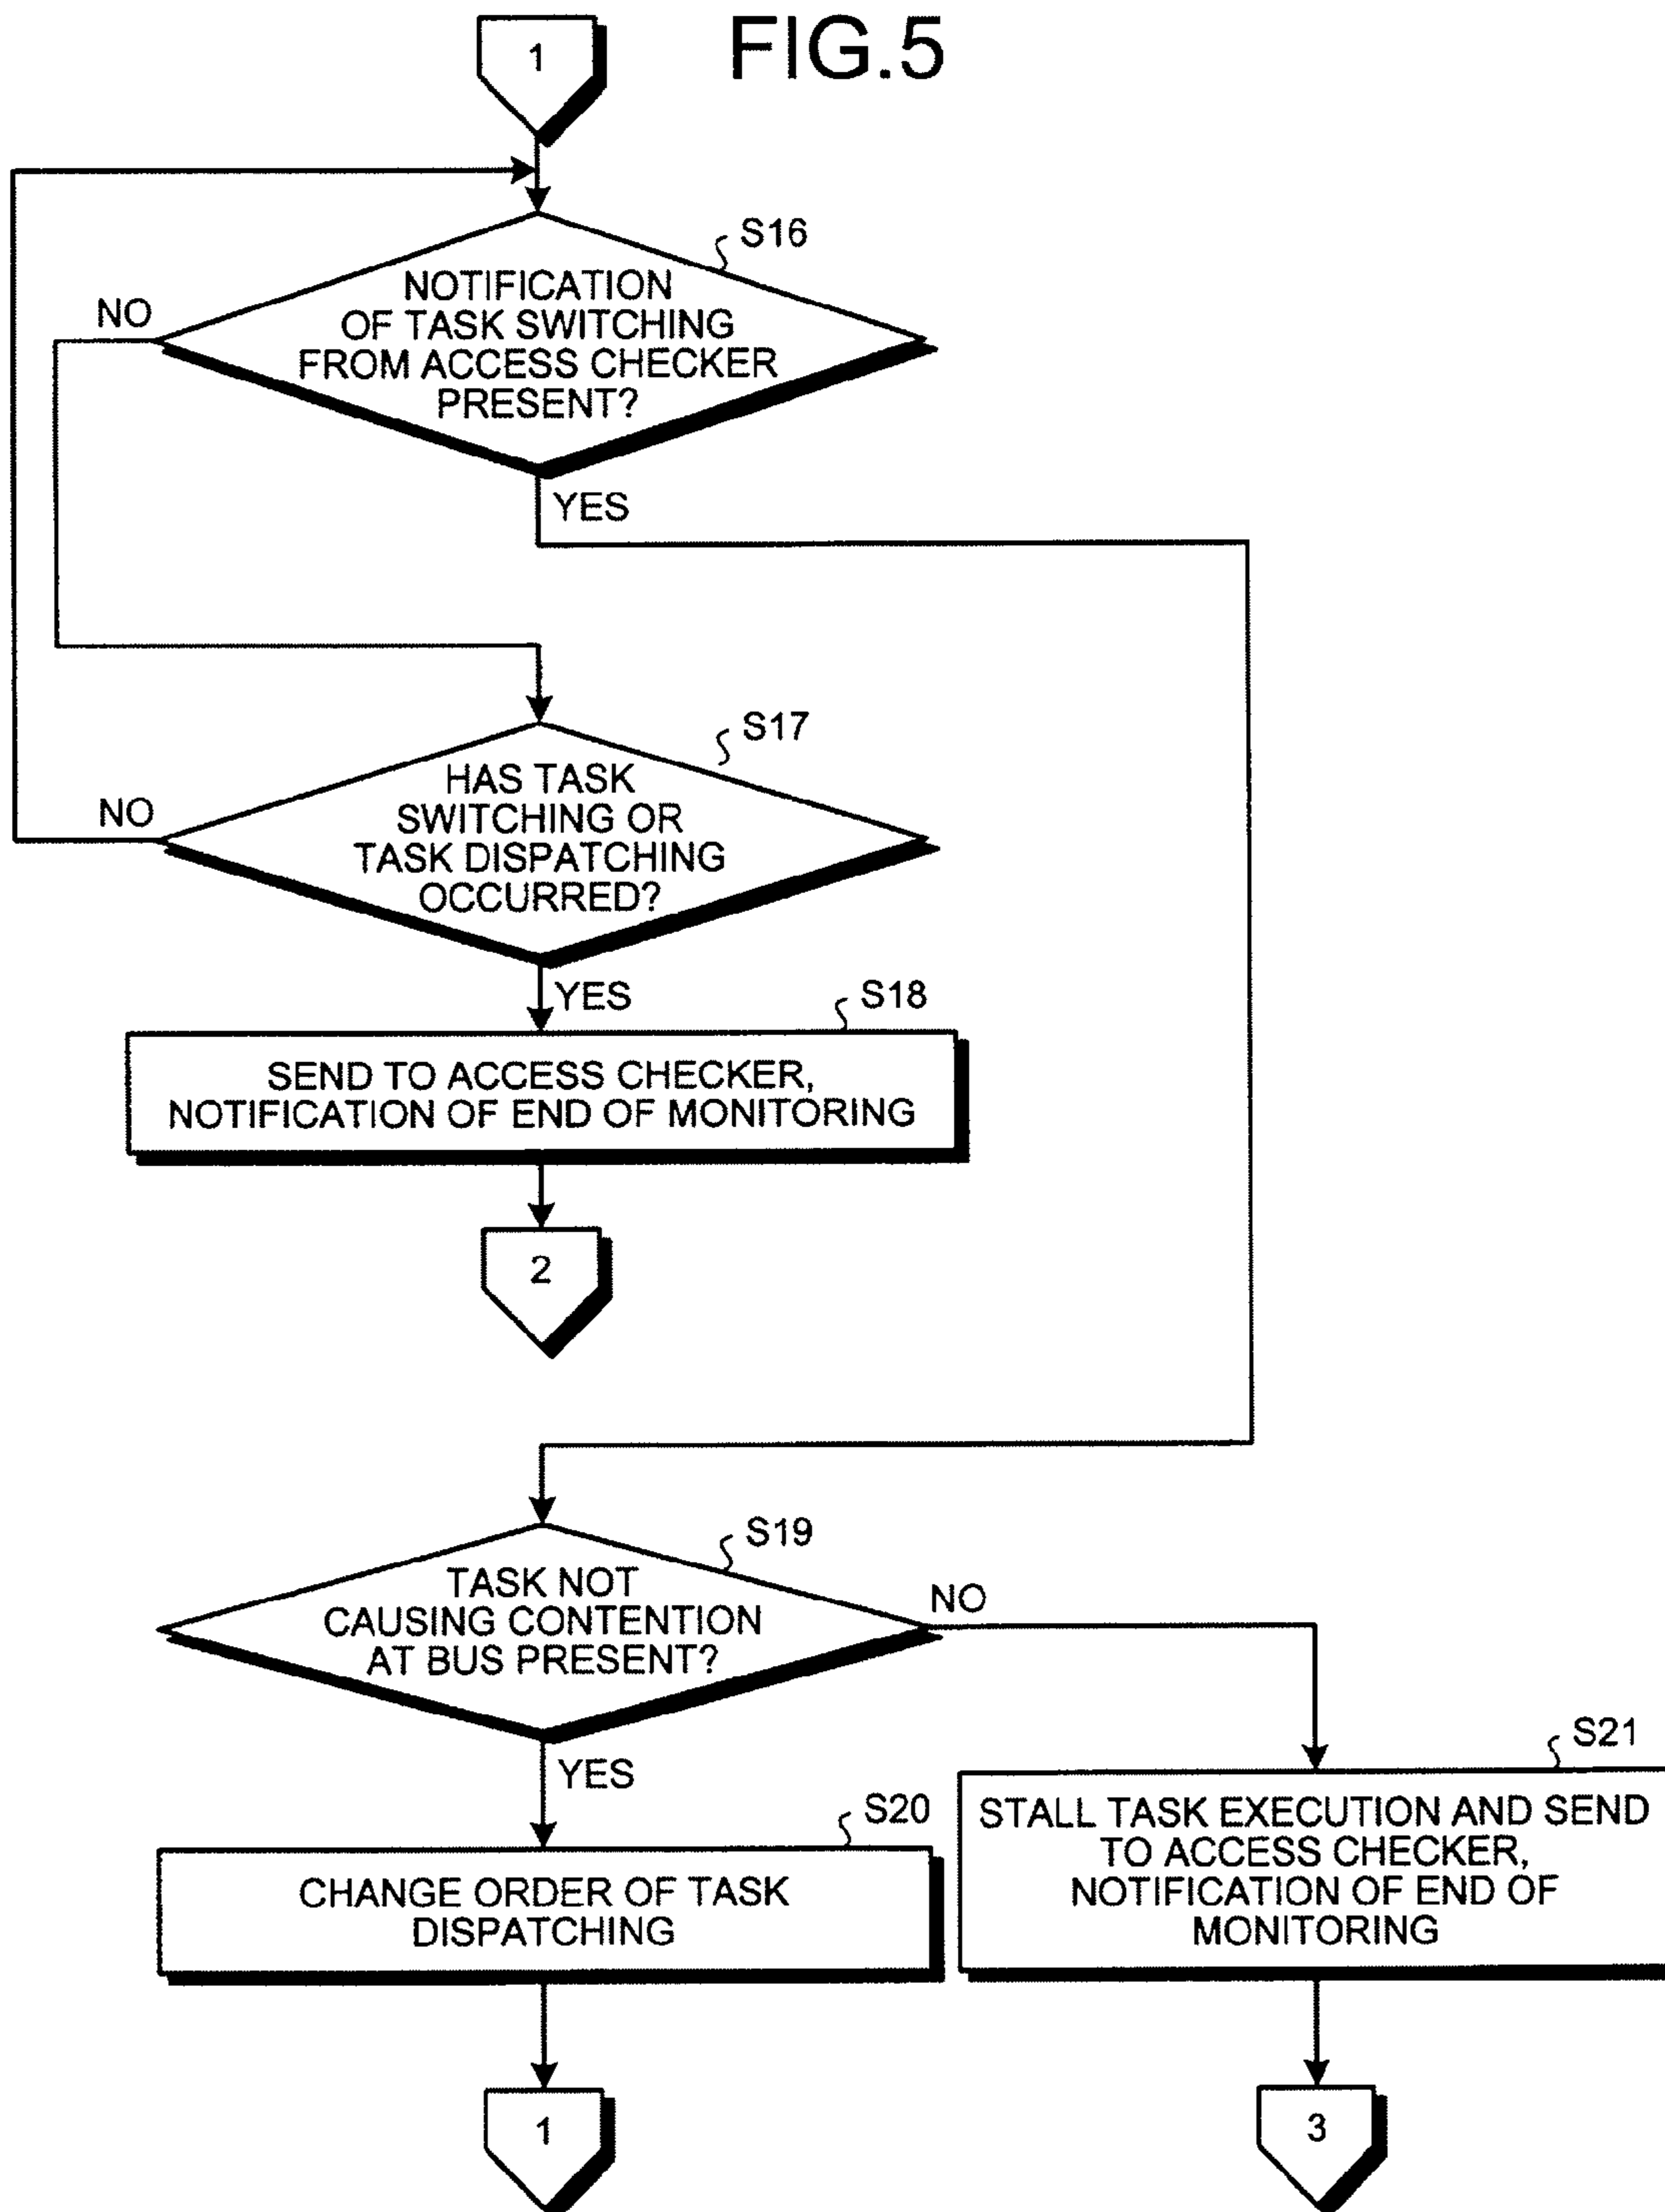 FIG.5
1
S16
NOTIFICATION
OF TASK SWITCHING
FROM ACCESS CHECKER
PRESENT?
NO
YES
S17
HAS TASK
SWITCHING OR
TASK DISPATCHING
OCCURRED?
NO
YES
S18
SEND TO ACCESS CHECKER,
NOTIFICATION OF END OF MONITORING
2
S19
TASK NOT
CAUSING CONTENTION
AT BUS PRESENT?
NO
YES
S20
CHANGE ORDER OF TASK
DISPATCHING
S21
STALL TASK EXECUTION AND SEND
TO ACCESS CHECKER,
NOTIFICATION OF END OF
MONITORING
1
3